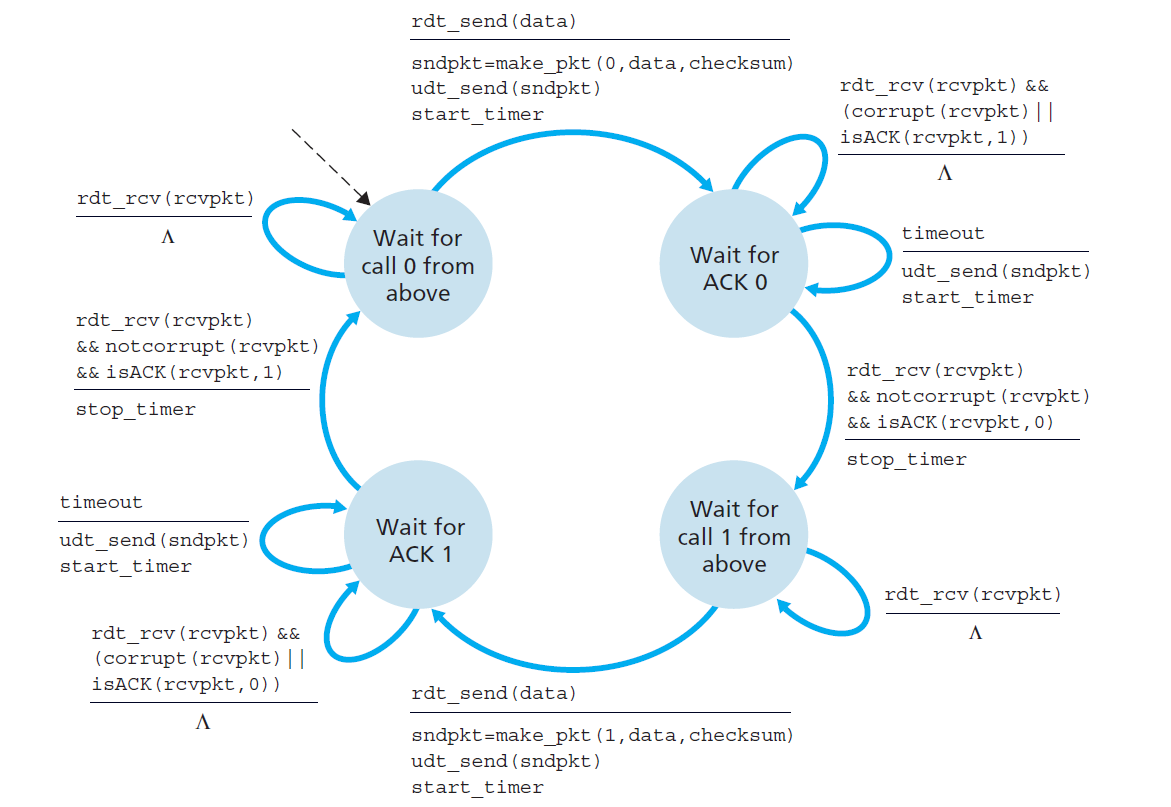 rdt_send(data)
sndpkt=make_pkt(0,data,checksum)
udt_send(sndpkt)
start_timer
rdt_rcv(rcvpkt) &&
(corrupt(rcvpkt)||
isACK(rcvpkt,1))
Λ
rdt_rcv(rcvpkt)
Λ
Wait for
call 0 from
above
Wait for
ACK 0
timeout
udt_send(sndpkt)
start_timer
rdt_rcv(rcvpkt)
&& notcorrupt(rcvpkt)
&& isACK(rcvpkt,1)
stop_timer
rdt_rcv(rcvpkt)
&& notcorrupt(rcvpkt)
&& isACK(rcvpkt,0)
stop_timer
timeout
udt_send(sndpkt)
start_timer
Wait for
ACK 1
Wait for
call 1 from
above
rdt_rcv(rcvpkt)
Λ
rdt_rcv(rcvpkt) &&
(corrupt(rcvpkt)||
isACK(rcvpkt,0))
Λ
rdt_send(data)
sndpkt=make_pkt(1,data,checksum)
udt_send(sndpkt)
start_timer